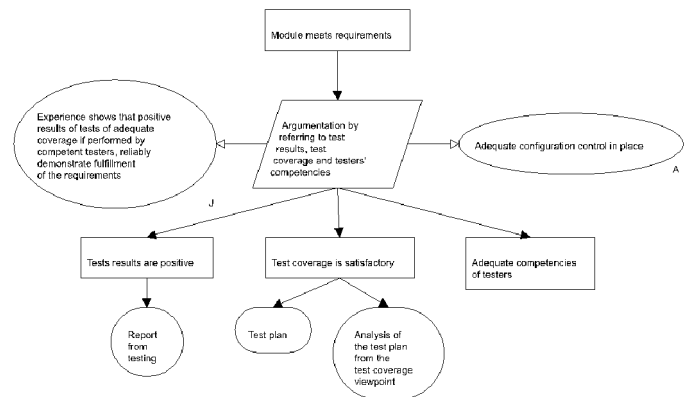 Module meets requirements
Experience shows that positive
results of tests of adequate
coverage if performed by
competent testers, reliably
demonstrate fulfillment
of the requirements
J
Argumentation by
referring to test
results, test
coverage and testers'
competencies
Adequate configuration control in place
A
Tests results are positive
Test coverage is satisfactory
Adequate competencies
of testers
Report
from
testing
Test plan
Analysis of
the test plan
from the
test coverage
viewpoint